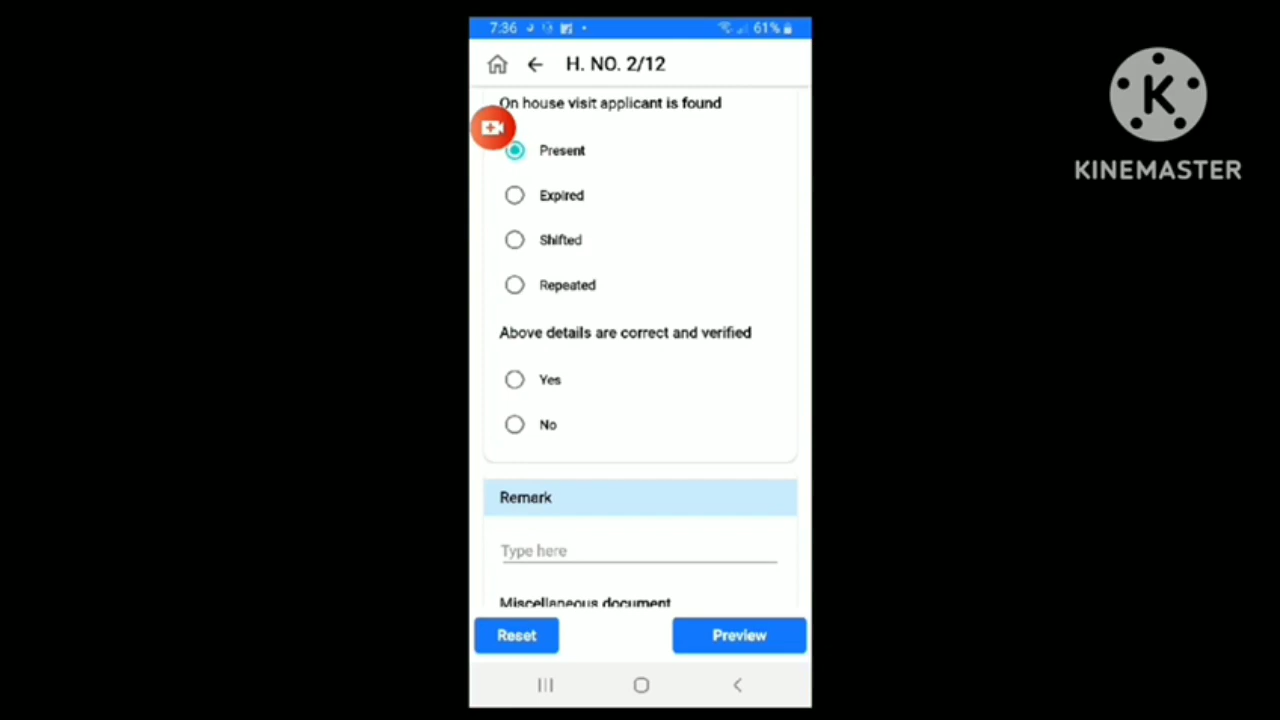 7:36
61%
H. NO. 2/12
On house visit applicant is found
Present
Expired
Shifted
Repeated
Above details are correct and verified
Yes
No
Remark
Type here
Miscellaneous document
Reset
Preview
K
KINEMASTER